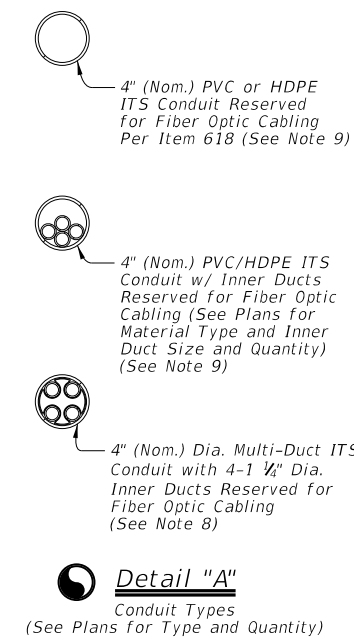 4" (Nom.) PVC or HDPE
ITS Conduit Reserved
for Fiber Optic Cabling
Per Item 618 (See Note 9)
4" (Nom.) PVC/HDPE ITS
Conduit w/ Inner Ducts
Reserved for Fiber Optic
Cabling (See Plans for
Material Type and Inner
Duct Size and Quantity)
(See Note 9)
4" (Nom.) Dia. Multi-Duct ITS
Conduit with 4-1 ¼" Dia.
Inner Ducts Reserved for
Fiber Optic Cabling
(See Note 8)
Detail "A"
Conduit Types
(See Plans for Type and Quantity)